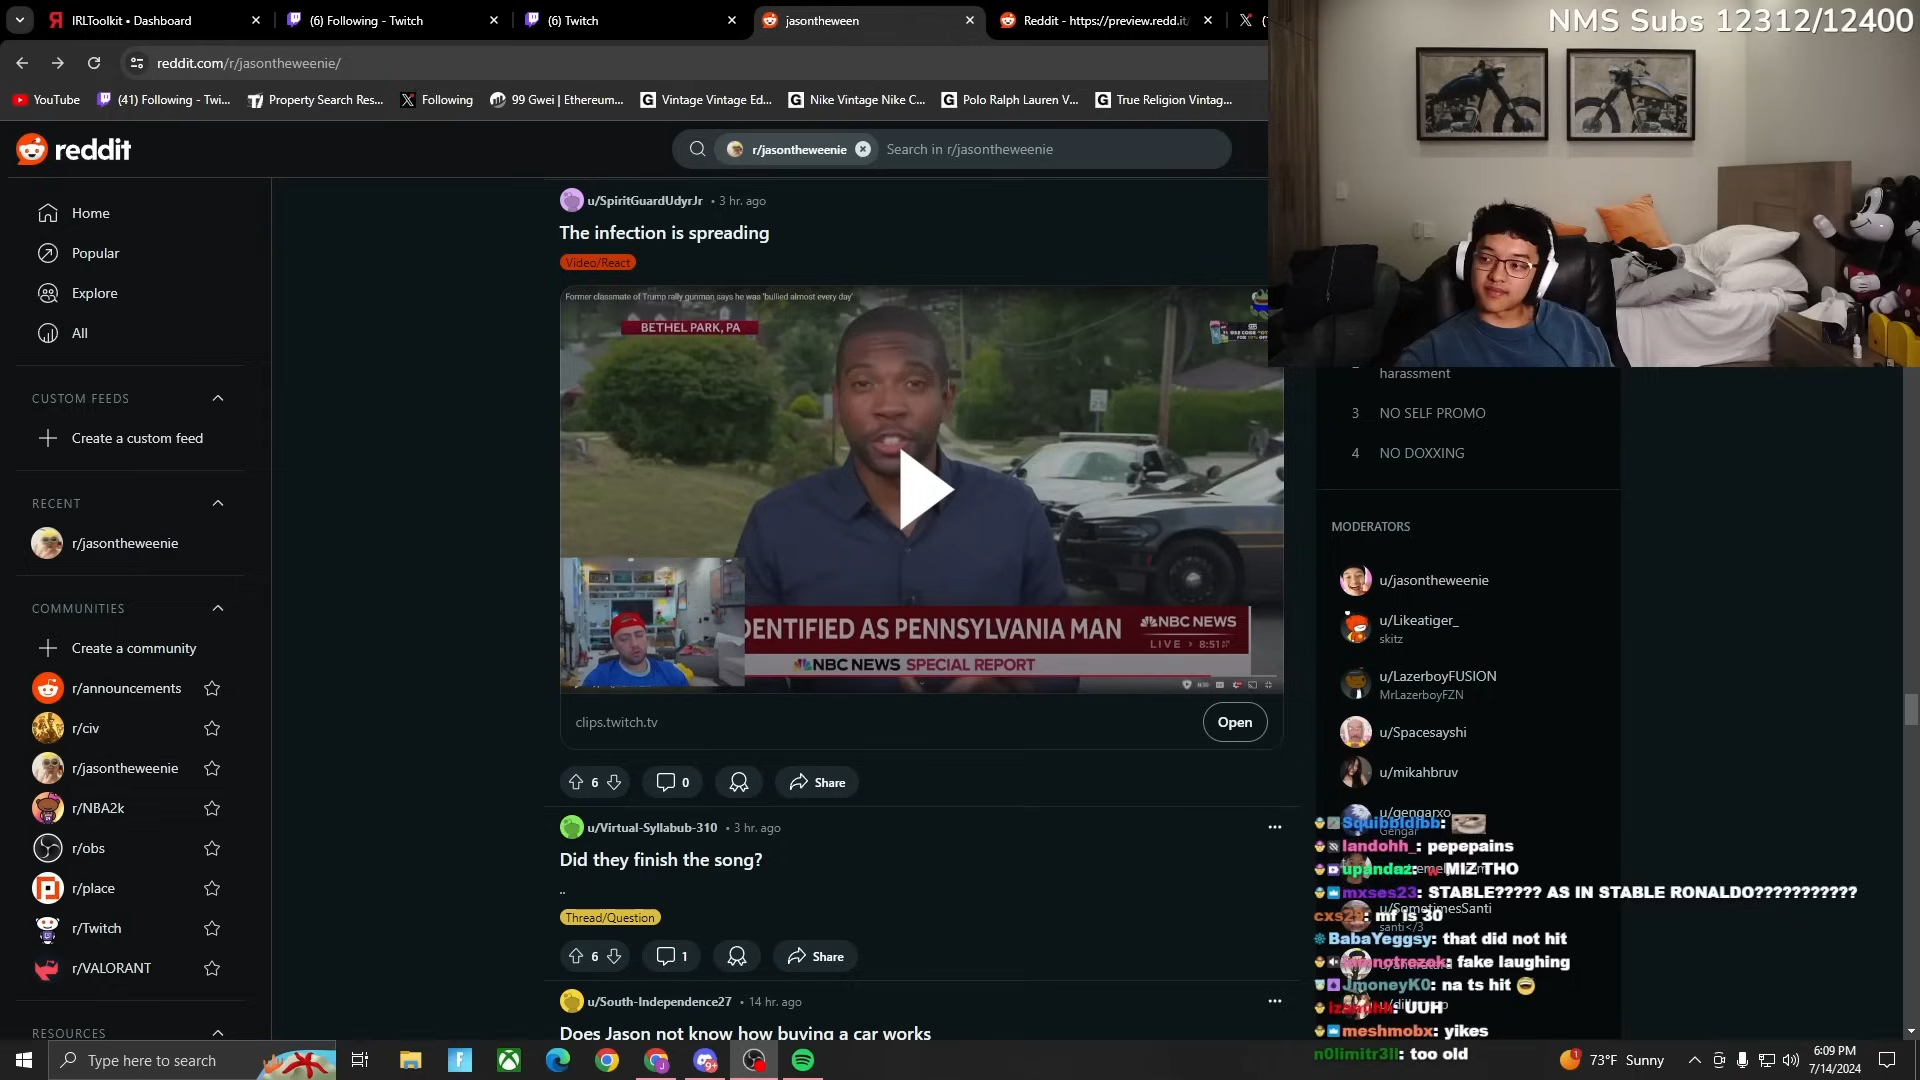 IRLToolkit • Dashboard
(6) Following - Twitch
(6) Twitch
jasontheween
Reddit - https://preview.redd.it/
NMS Subs 12312/12400
reddit.com/r/jasontheweenie/
YouTube
(41) Following - Twi...
Property Search Res...
Following
99 Gwei | Ethereum...
Vintage Vintage Ed...
Nike Vintage Nike C...
Polo Ralph Lauren V...
True Religion Vintag...
reddit
r/jasontheweenie
Search in r/jasontheweenie
Home
Popular
Explore
All
CUSTOM FEEDS
Create a custom feed
RECENT
r/jasontheweenie
COMMUNITIES
Create a community
r/announcements
r/civ
r/jasontheweenie
r/NBA2k
r/obs
r/place
r/Twitch
r/VALORANT
RESOURCES
u/SpiritGuardUdyrJr • 3 hr. ago
The infection is spreading
Video/React
Former classmate of Trump rally gunman says he was 'bullied almost every day'
BETHEL PARK, PA
DENTIFIED AS PENNSYLVANIA MAN
NBC NEWS
LIVE 8:51
NBC NEWS SPECIAL REPORT
clips.twitch.tv
Open
6
0
Share
u/Virtual-Syllabub-310 • 3 hr. ago
Did they finish the song?
..
Thread/Question
6
1
Share
u/South-Independence27 • 14 hr. ago
Does Jason not know how buying a car works
harassment
3 NO SELF PROMO
4 NO DOXXING
MODERATORS
u/jasontheweenie
u/Likeatiger_
skitz
u/LazerboyFUSION
MrLazerboyFZN
u/Spacesayshi
u/mikahbruv
u/gengarxo
Gengar
u/SometimesSanti
santi</3
Squibbldibb:
landohh_: pepepains
upandaz: W MIZ THO
mxses23: STABLE????? AS IN STABLE RONALDO???????????
mf is 30
BabaYeggsy: that did not hit
fake laughing
JmoneyK0: na ts hit
UUH
meshmobx: yikes
n0limitr3ll: too old
Type here to search
9+
1
73°F Sunny
6:09 PM
7/14/2024